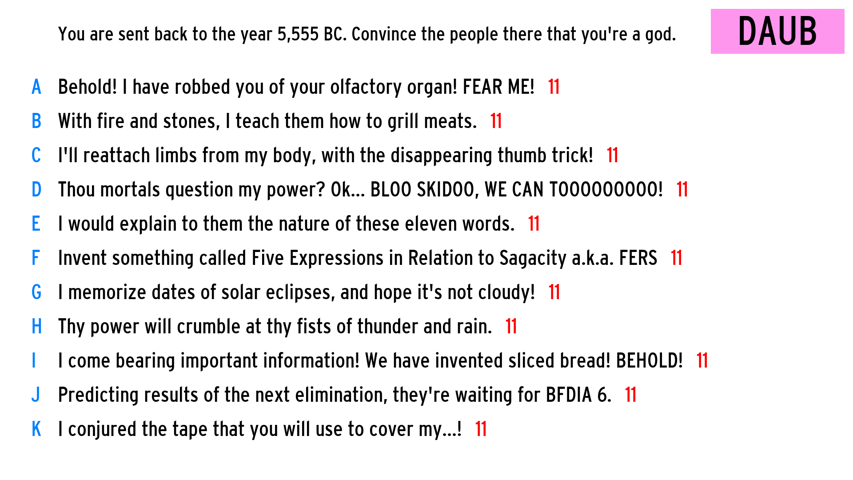 You are sent back to the year 5,555 BC. Convince the people there that you're a god.
DAUB
A Behold! I have robbed you of your olfactory organ! FEAR ME! 11
B With fire and stones, I teach them how to grill meats. 11
C I'll reattach limbs from my body, with the disappearing thumb trick! 11
D Thou mortals question my power? Ok... BLOO SKIDOO, WE CAN TOOOOOOOOO! 11
E I would explain to them the nature of these eleven words. 11
F Invent something called Five Expressions in Relation to Sagacity a.k.a. FERS 11
G I memorize dates of solar eclipses, and hope it's not cloudy! 11
H Thy power will crumble at thy fists of thunder and rain. 11
I I come bearing important information! We have invented sliced bread! BEHOLD! 11
J Predicting results of the next elimination, they're waiting for BFDIA 6. 11
K I conjured the tape that you will use to cover my...! 11